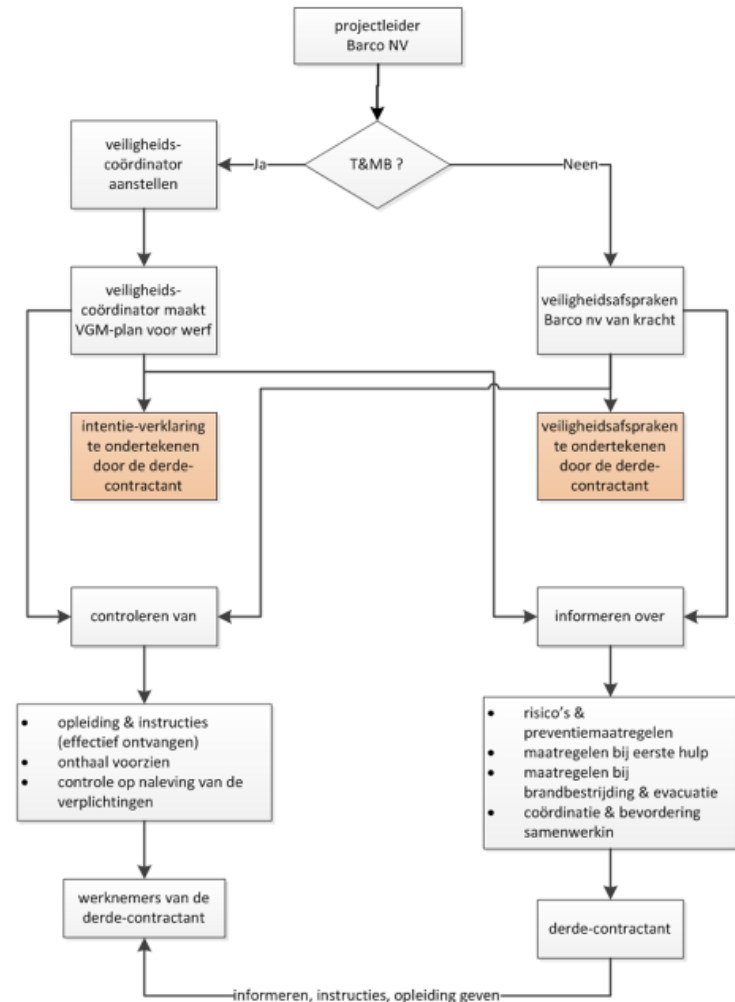 projectleider
Barco NV
veiligheids-
coördinator
aanstellen
Ja
T&MB ?
Neen
veiligheids-
coördinator maakt
VGM-plan voor werf
veiligheidsafspraken
Barco nv van kracht
intentie-verklaring
te ondertekenen
door de derde-
contractant
veiligheidsafspraken
te ondertekenen
door de derde-
contractant
controleren van
informeren over
• opleiding & instructies
(effectief ontvangen)
• onthaal voorzien
• controle op naleving van de
verplichtingen
• risico's &
preventiemaatregelen
• maatregelen bij eerste hulp
• maatregelen bij
brandbestrijding & evacuatie
• coördinatie & bevordering
samenwerkin
werknemers van de
derde-contractant
derde-contractant
informeren, instructies, opleiding geven